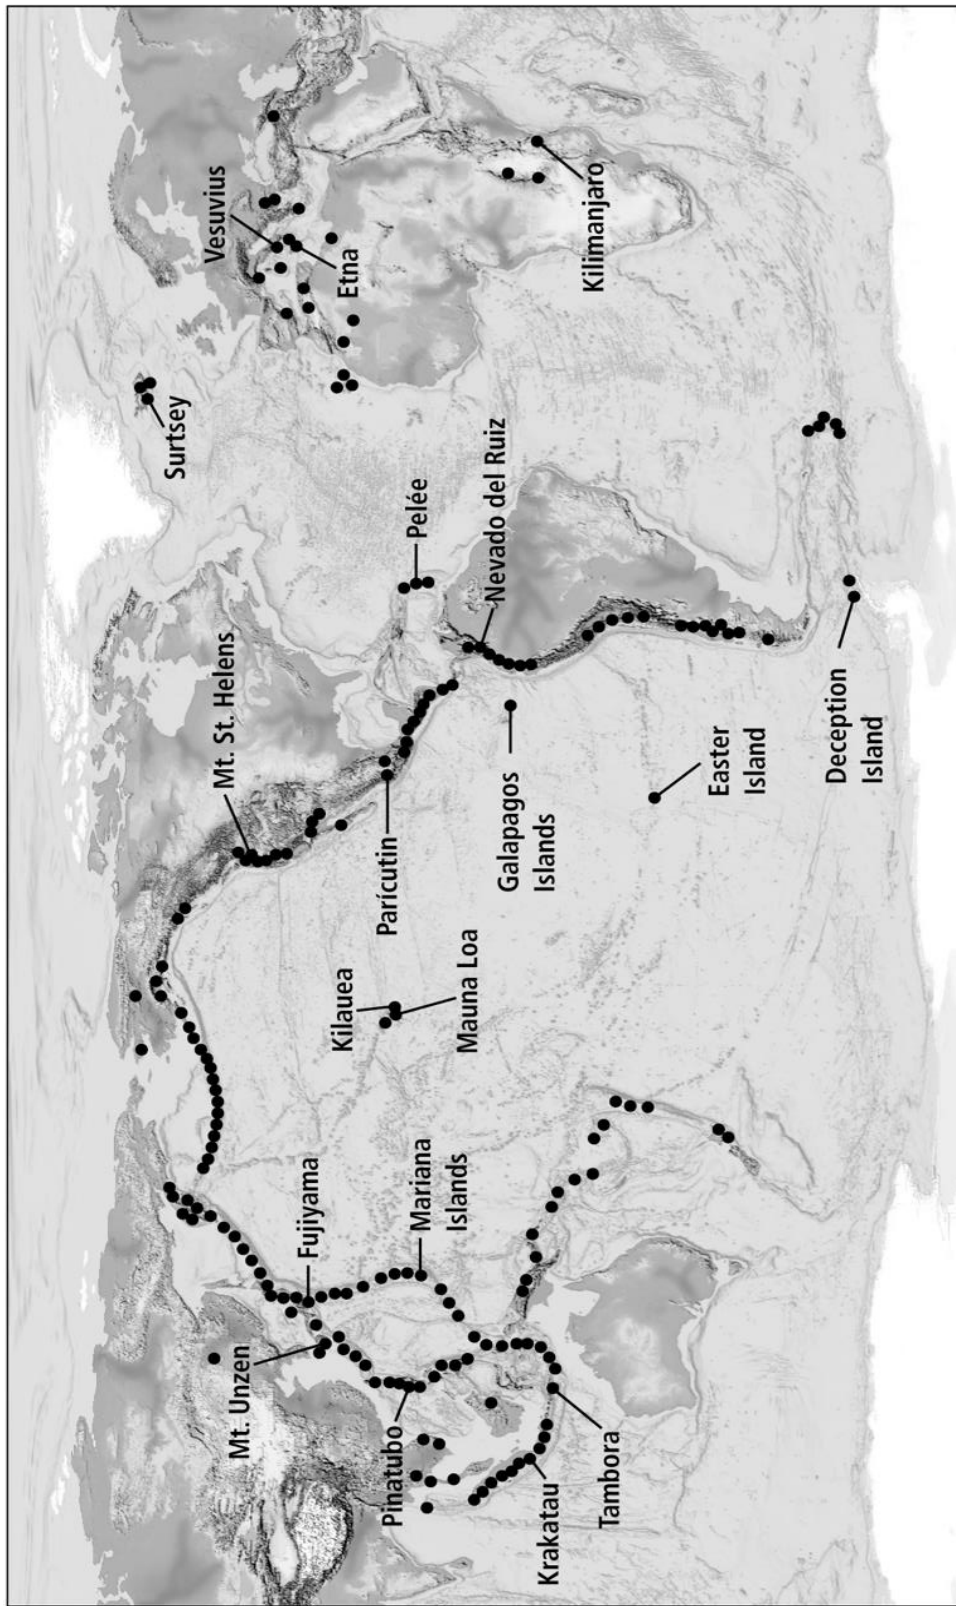 Surtsey
Vesuvius
Etna
Kilimanjaro
Mt. St. Helens
Pelée
Nevado del Ruiz
Parícutin
Galapagos
Islands
Easter
Island
Deception
Island
Kilauea
Mauna Loa
Fujiyama
Mariana
Islands
Mt. Unzen
Pinatubo
Krakatau
Tambora